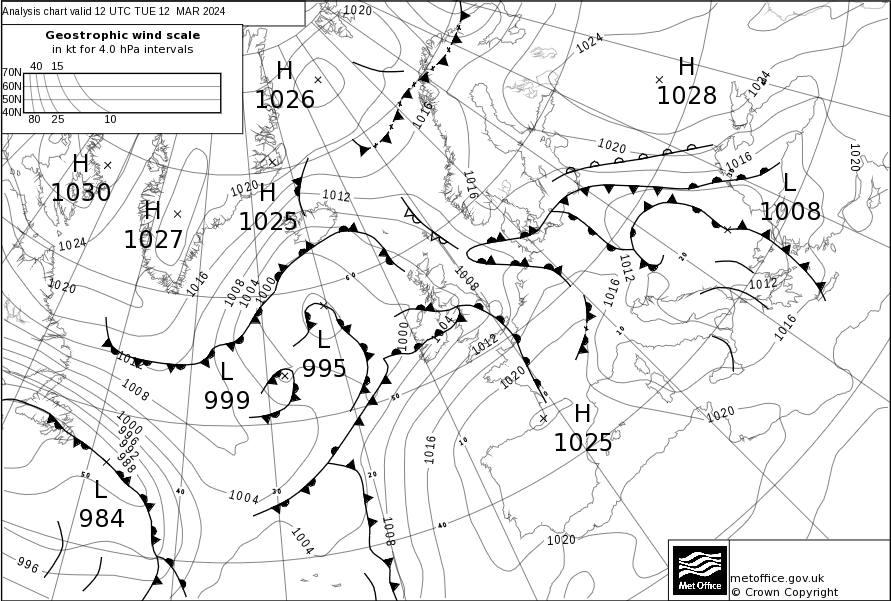 Analysis chart valid 12 UTC TUE 12 MAR 2024
Geostrophic wind scale
in kt for 4.0 hPa intervals
40 15
70N
60N
50N
40N
80 25 10
1020
1024
H
1026
H
1028
1024
1016
1020
1016
1020
H
1030
H
1027
1020
H
1025
1012
1016
L
1008
1024
1020
1016
1008
1004
1000
60
1008
1012
1016
20
1012
1016
1012
L
999
L
995
1000
1004
1012
10
1020
1008
50
50
H
1025
1020
1000
996
992
988
L
984
50
40
30
20
10
40
1016
1004
1004
1008
1020
996
Met Office
metoffice.gov.uk
© Crown Copyright